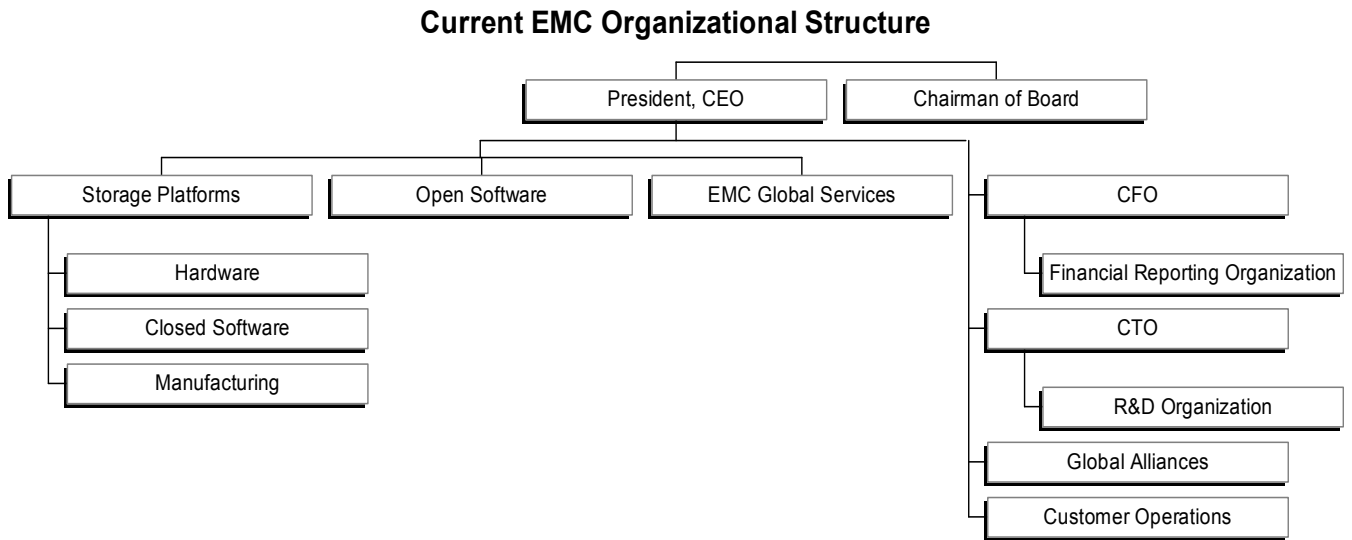 Current EMC Organizational Structure
President, CEO
Chairman of Board
Storage Platforms
Open Software
EMC Global Services
CFO
Hardware
Financial Reporting Organization
Closed Software
CTO
Manufacturing
R&D Organization
Global Alliances
Customer Operations